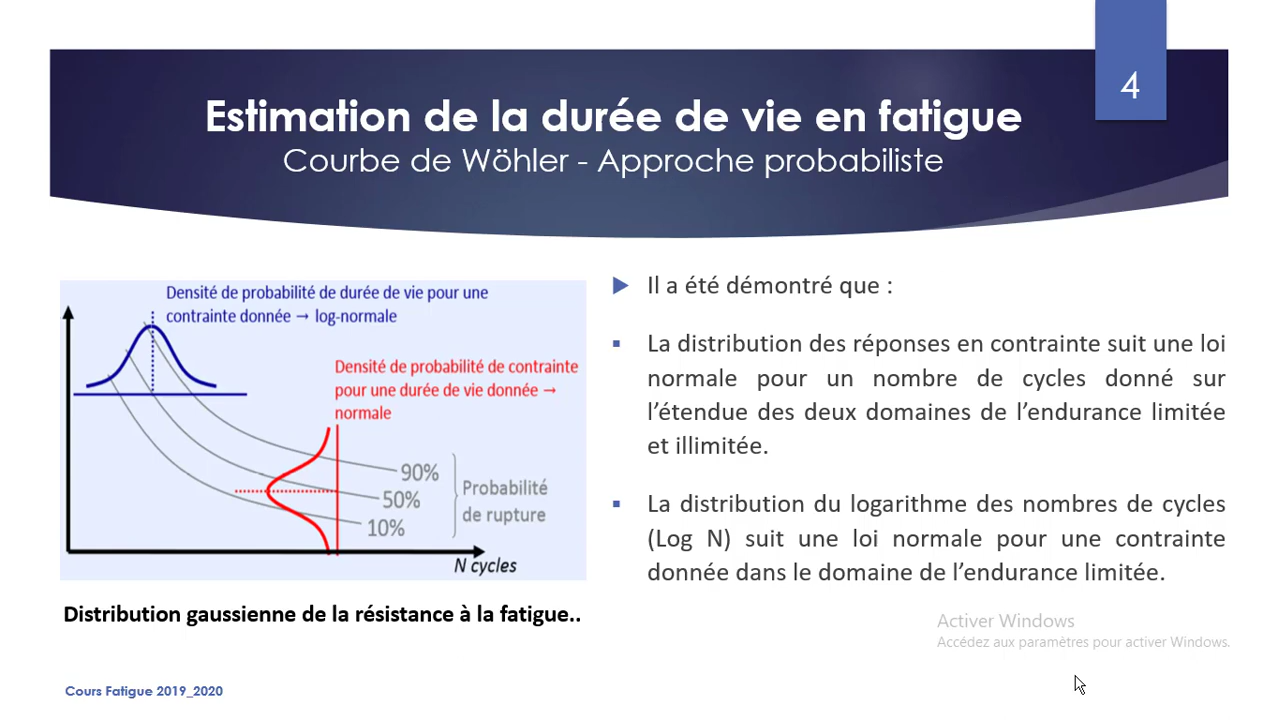 4
Estimation de la durée de vie en fatigue
Courbe de Wöhler - Approche probabiliste
Densité de probabilité de durée de vie pour une
contrainte donnée → log-normale
Densité de probabilité de contrainte
pour une durée de vie donnée →
normale
90%
50%
10%
Probabilité
de rupture
N cycles
Distribution gaussienne de la résistance à la fatigue..
Il a été démontré que :
La distribution des réponses en contrainte suit une loi
normale pour un nombre de cycles donné sur
l’étendue des deux domaines de l’endurance limitée
et illimitée.
La distribution du logarithme des nombres de cycles
(Log N) suit une loi normale pour une contrainte
donnée dans le domaine de l’endurance limitée.
Activer Windows
Accédez aux paramètres pour activer Windows.
Cours Fatigue 2019_2020